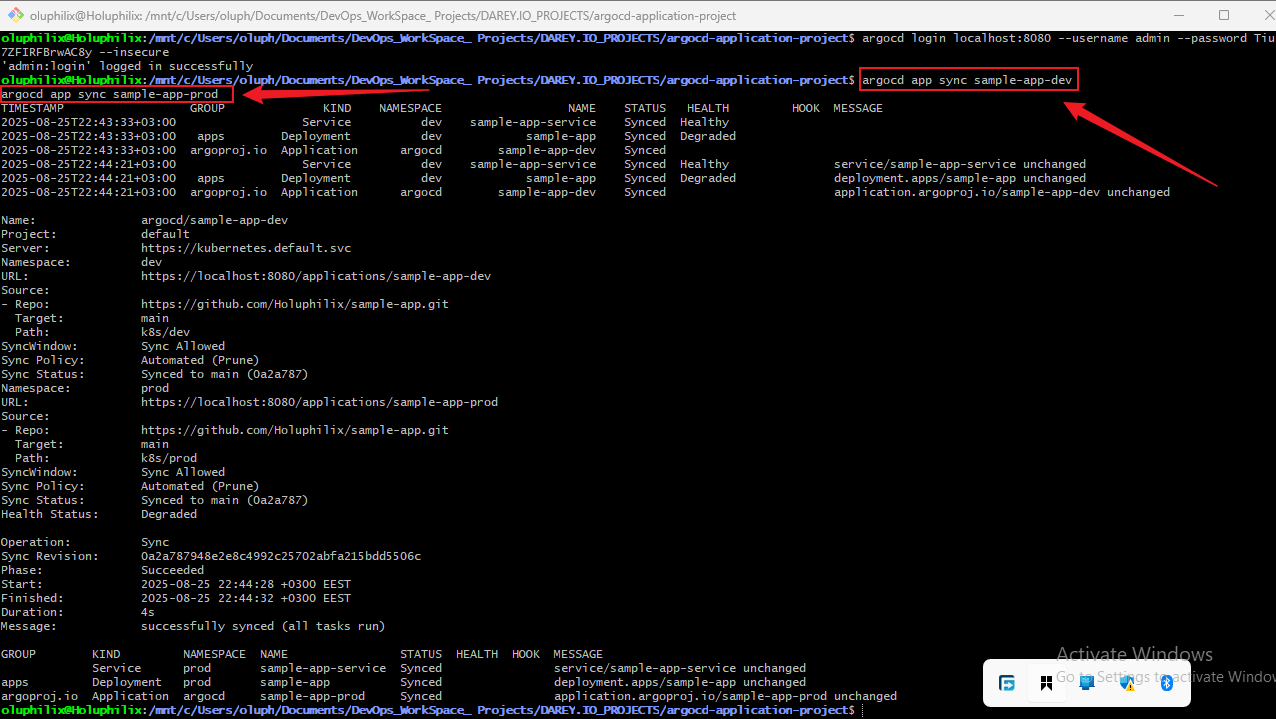 oluphilix@Holuphilix: /mnt/c/Users/oluph/Documents/DevOps_WorkSpace_ Projects/DAREY.IO_PROJECTS/argocd-application-project
oluphilix@Holuphilix:/mnt/c/Users/oluph/Documents/DevOps_WorkSpace_ Projects/DAREY.IO_PROJECTS/argocd-application-project$ argocd login localhost:8080 --username admin --password Tiu
7ZFIRFBrwAC8y --insecure
'admin:login' logged in successfully
oluphilix@Holuphilix:/mnt/c/Users/oluph/Documents/DevOps_WorkSpace_ Projects/DAREY.IO_PROJECTS/argocd-application-project$ argocd app sync sample-app-dev
argocd app sync sample-app-prod
TIMESTAMP GROUP KIND NAMESPACE NAME STATUS HEALTH HOOK MESSAGE
2025-08-25T22:43:33+03:00 Service dev sample-app-service Synced Healthy
2025-08-25T22:43:33+03:00 apps Deployment dev sample-app Synced Degraded
2025-08-25T22:43:33+03:00 argoproj.io Application argocd sample-app-dev Synced
2025-08-25T22:44:21+03:00 Service dev sample-app-service Synced Healthy service/sample-app-service unchanged
2025-08-25T22:44:21+03:00 apps Deployment dev sample-app Synced Degraded deployment.apps/sample-app unchanged
2025-08-25T22:44:21+03:00 argoproj.io Application argocd sample-app-dev Synced application.argoproj.io/sample-app-dev unchanged
Name: argocd/sample-app-dev
Project: default
Server: https://kubernetes.default.svc
Namespace: dev
URL: https://localhost:8080/applications/sample-app-dev
Source:
- Repo: https://github.com/Holuphilix/sample-app.git
Target: main
Path: k8s/dev
SyncWindow: Sync Allowed
Sync Policy: Automated (Prune)
Sync Status: Synced to main (0a2a787)
Namespace: prod
URL: https://localhost:8080/applications/sample-app-prod
Source:
- Repo: https://github.com/Holuphilix/sample-app.git
Target: main
Path: k8s/prod
SyncWindow: Sync Allowed
Sync Policy: Automated (Prune)
Sync Status: Synced to main (0a2a787)
Health Status: Degraded
Operation: Sync
Sync Revision: 0a2a787948e2e8c4992c25702abfa215bdd5506c
Phase: Succeeded
Start: 2025-08-25 22:44:28 +0300 EEST
Finished: 2025-08-25 22:44:32 +0300 EEST
Duration: 4s
Message: successfully synced (all tasks run)
GROUP KIND NAMESPACE NAME STATUS HEALTH HOOK MESSAGE
Service prod sample-app-service Synced service/sample-app-service unchanged
apps Deployment prod sample-app Synced deployment.apps/sample-app unchanged
argoproj.io Application argocd sample-app-prod Synced application.argoproj.io/sample-app-prod unchanged
oluphilix@Holuphilix:/mnt/c/Users/oluph/Documents/DevOps_WorkSpace_ Projects/DAREY.IO_PROJECTS/argocd-application-project$
Activate Windows
Go to Settings to activate Window